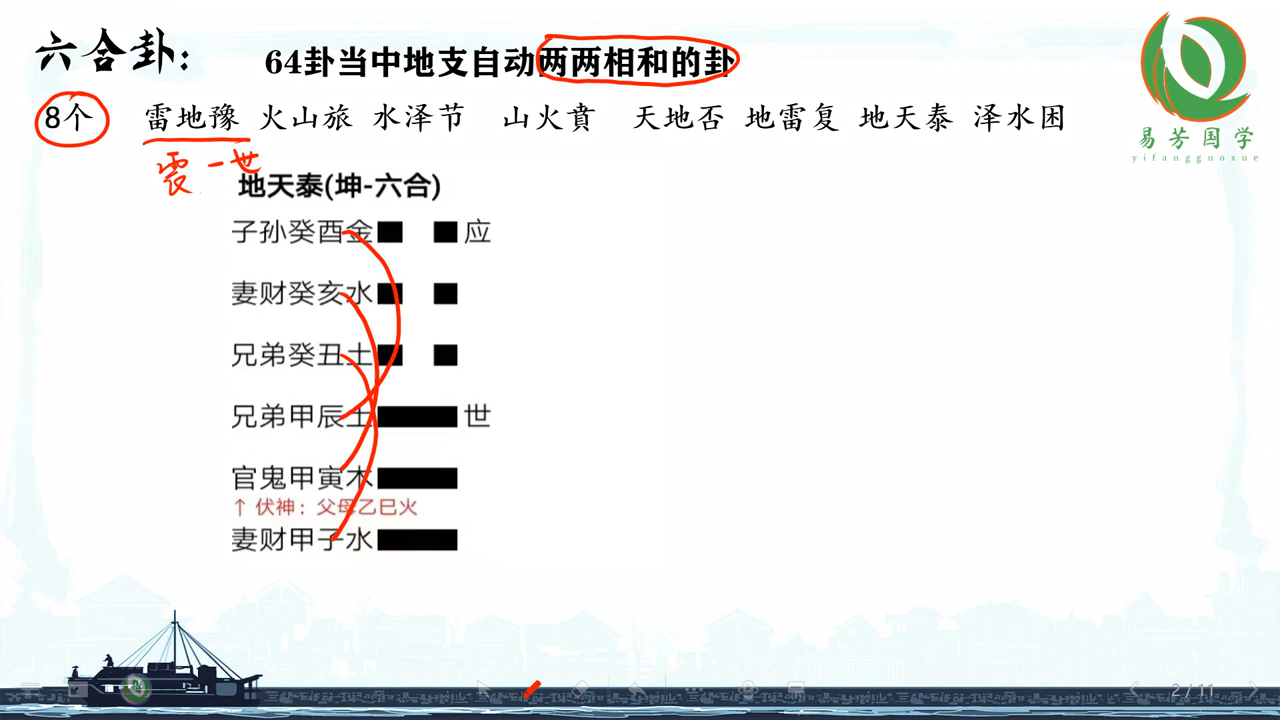 六合卦：
64卦当中地支自动两两相和的卦
8个 雷地豫 火山旅 水泽节 山火賁 天地否 地雷复 地天泰 泽水困
震一世
易芳国学
yifangguoxue
地天泰(坤-六合)
子孙癸酉金 应
妻财癸亥水
兄弟癸丑土
兄弟甲辰土 世
官鬼甲寅木
↑伏神：父母乙巳火
妻财甲子水
2/11